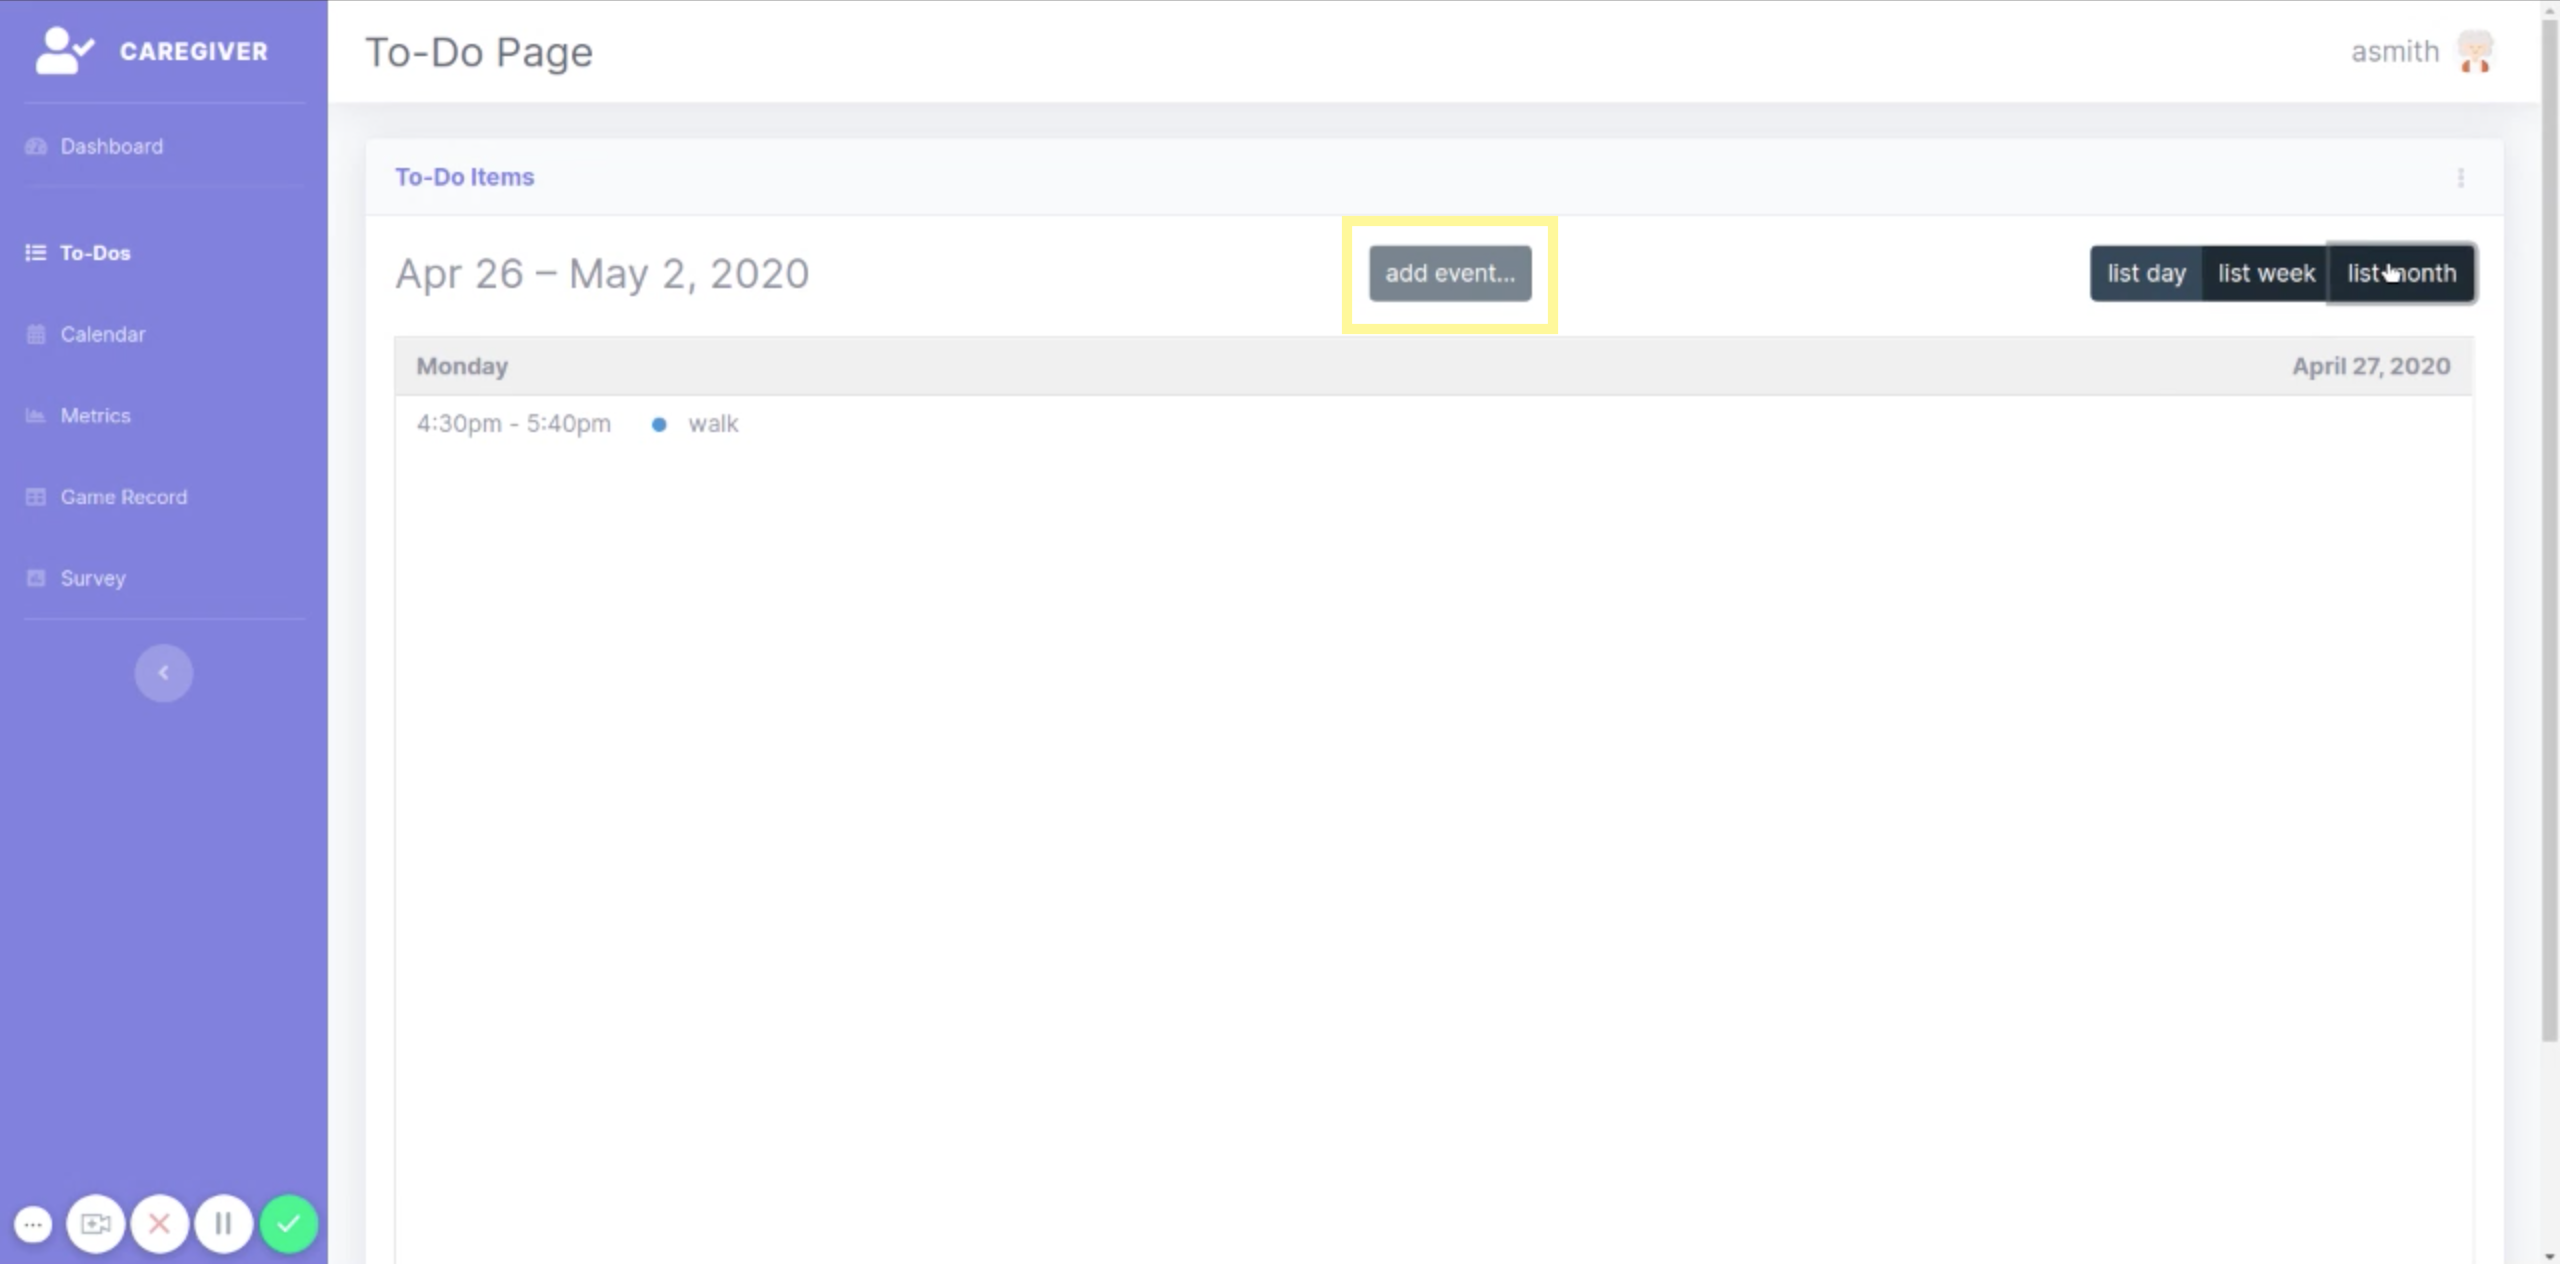 CAREGIVER
To-Do Page
asmith
Dashboard
To-Do Items
To-Dos
Apr 26 – May 2, 2020
add event...
list day
list week
list month
Calendar
Monday
April 27, 2020
Metrics
4:30pm - 5:40pm
walk
Game Record
Survey